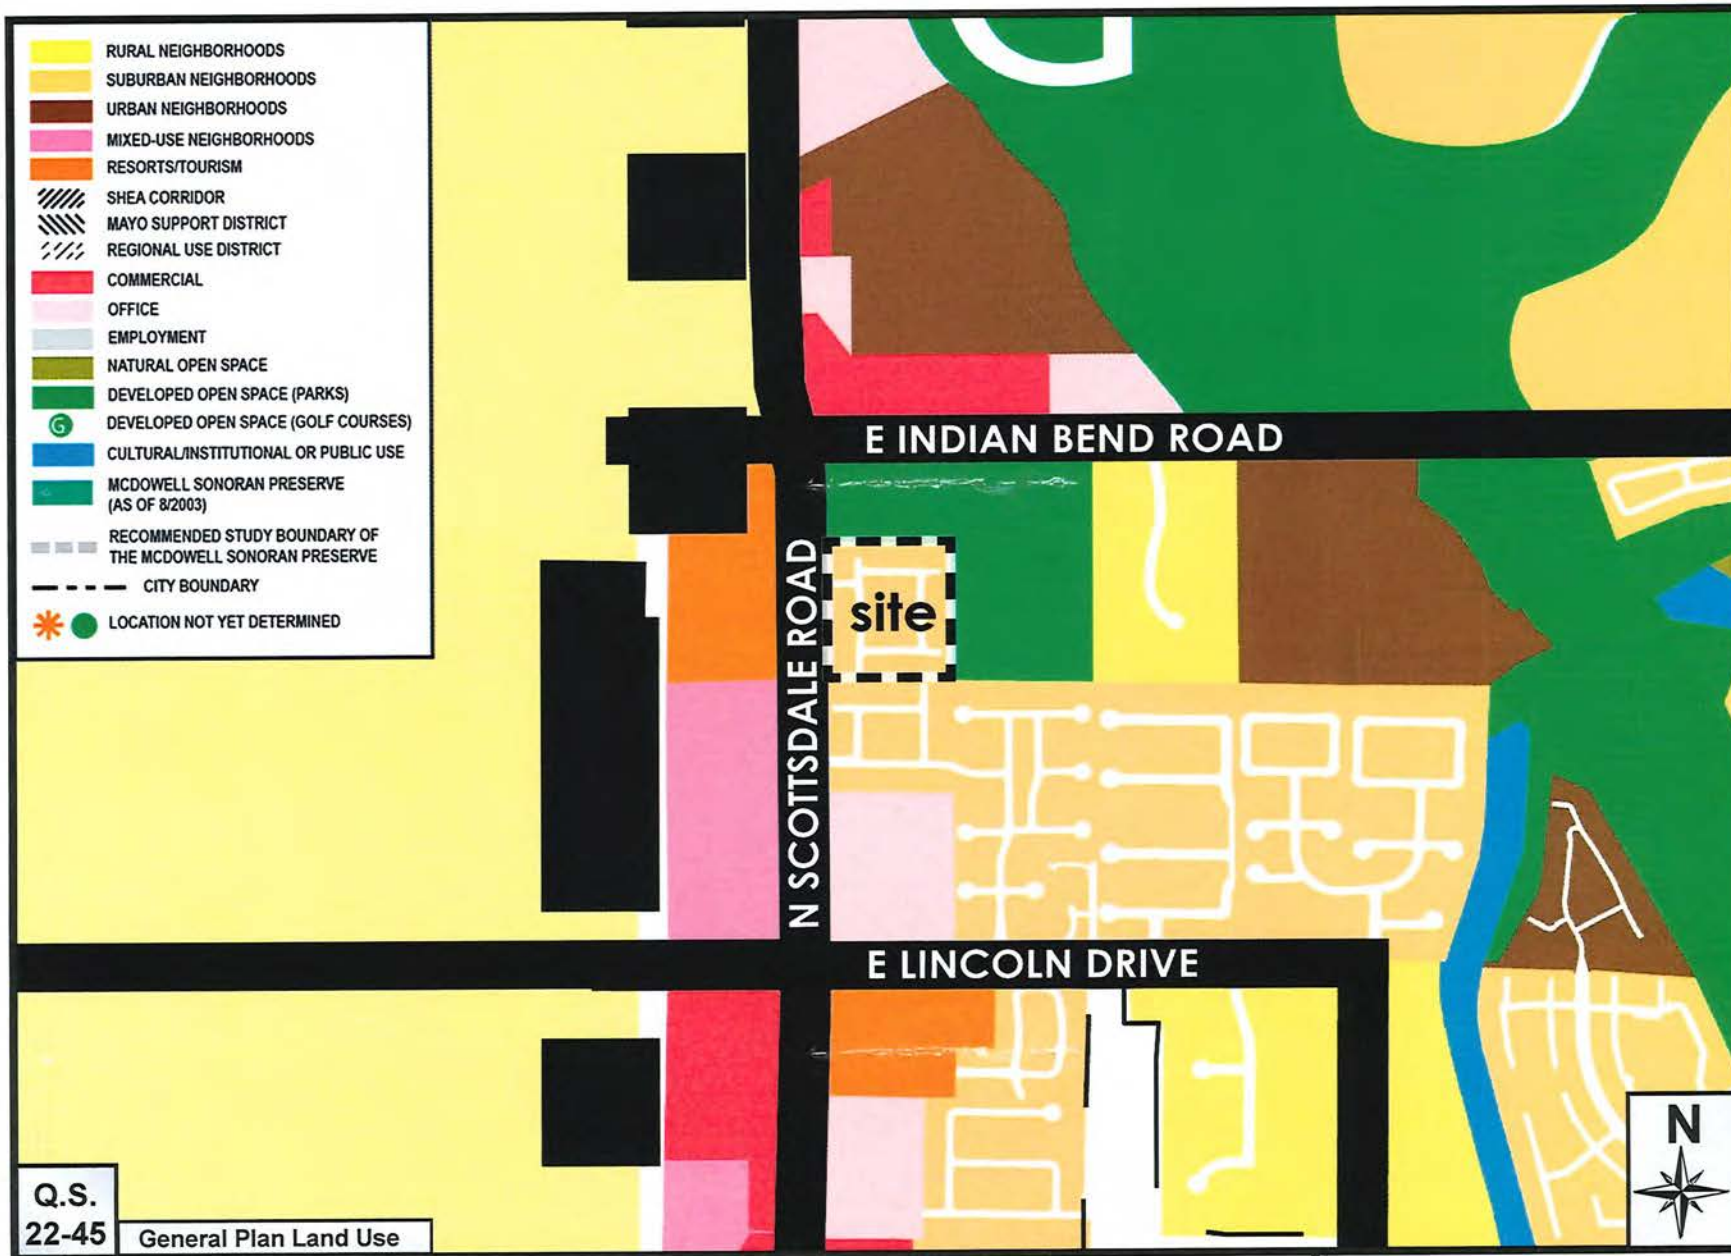 RURAL NEIGHBORHOODS
SUBURBAN NEIGHBORHOODS
URBAN NEIGHBORHOODS
MIXED-USE NEIGHBORHOODS
RESORTS/TOURISM
SHEA CORRIDOR
MAYO SUPPORT DISTRICT
REGIONAL USE DISTRICT
COMMERCIAL
OFFICE
EMPLOYMENT
NATURAL OPEN SPACE
DEVELOPED OPEN SPACE (PARKS)
G
DEVELOPED OPEN SPACE (GOLF COURSES)
CULTURAL/INSTITUTIONAL OR PUBLIC USE
MCDOWELL SONORAN PRESERVE
(AS OF 8/2003)
RECOMMENDED STUDY BOUNDARY OF
THE MCDOWELL SONORAN PRESERVE
CITY BOUNDARY
LOCATION NOT YET DETERMINED
G
E INDIAN BEND ROAD
site
N SCOTTSDALE ROAD
E LINCOLN DRIVE
N
Q.S.
22-45
General Plan Land Use